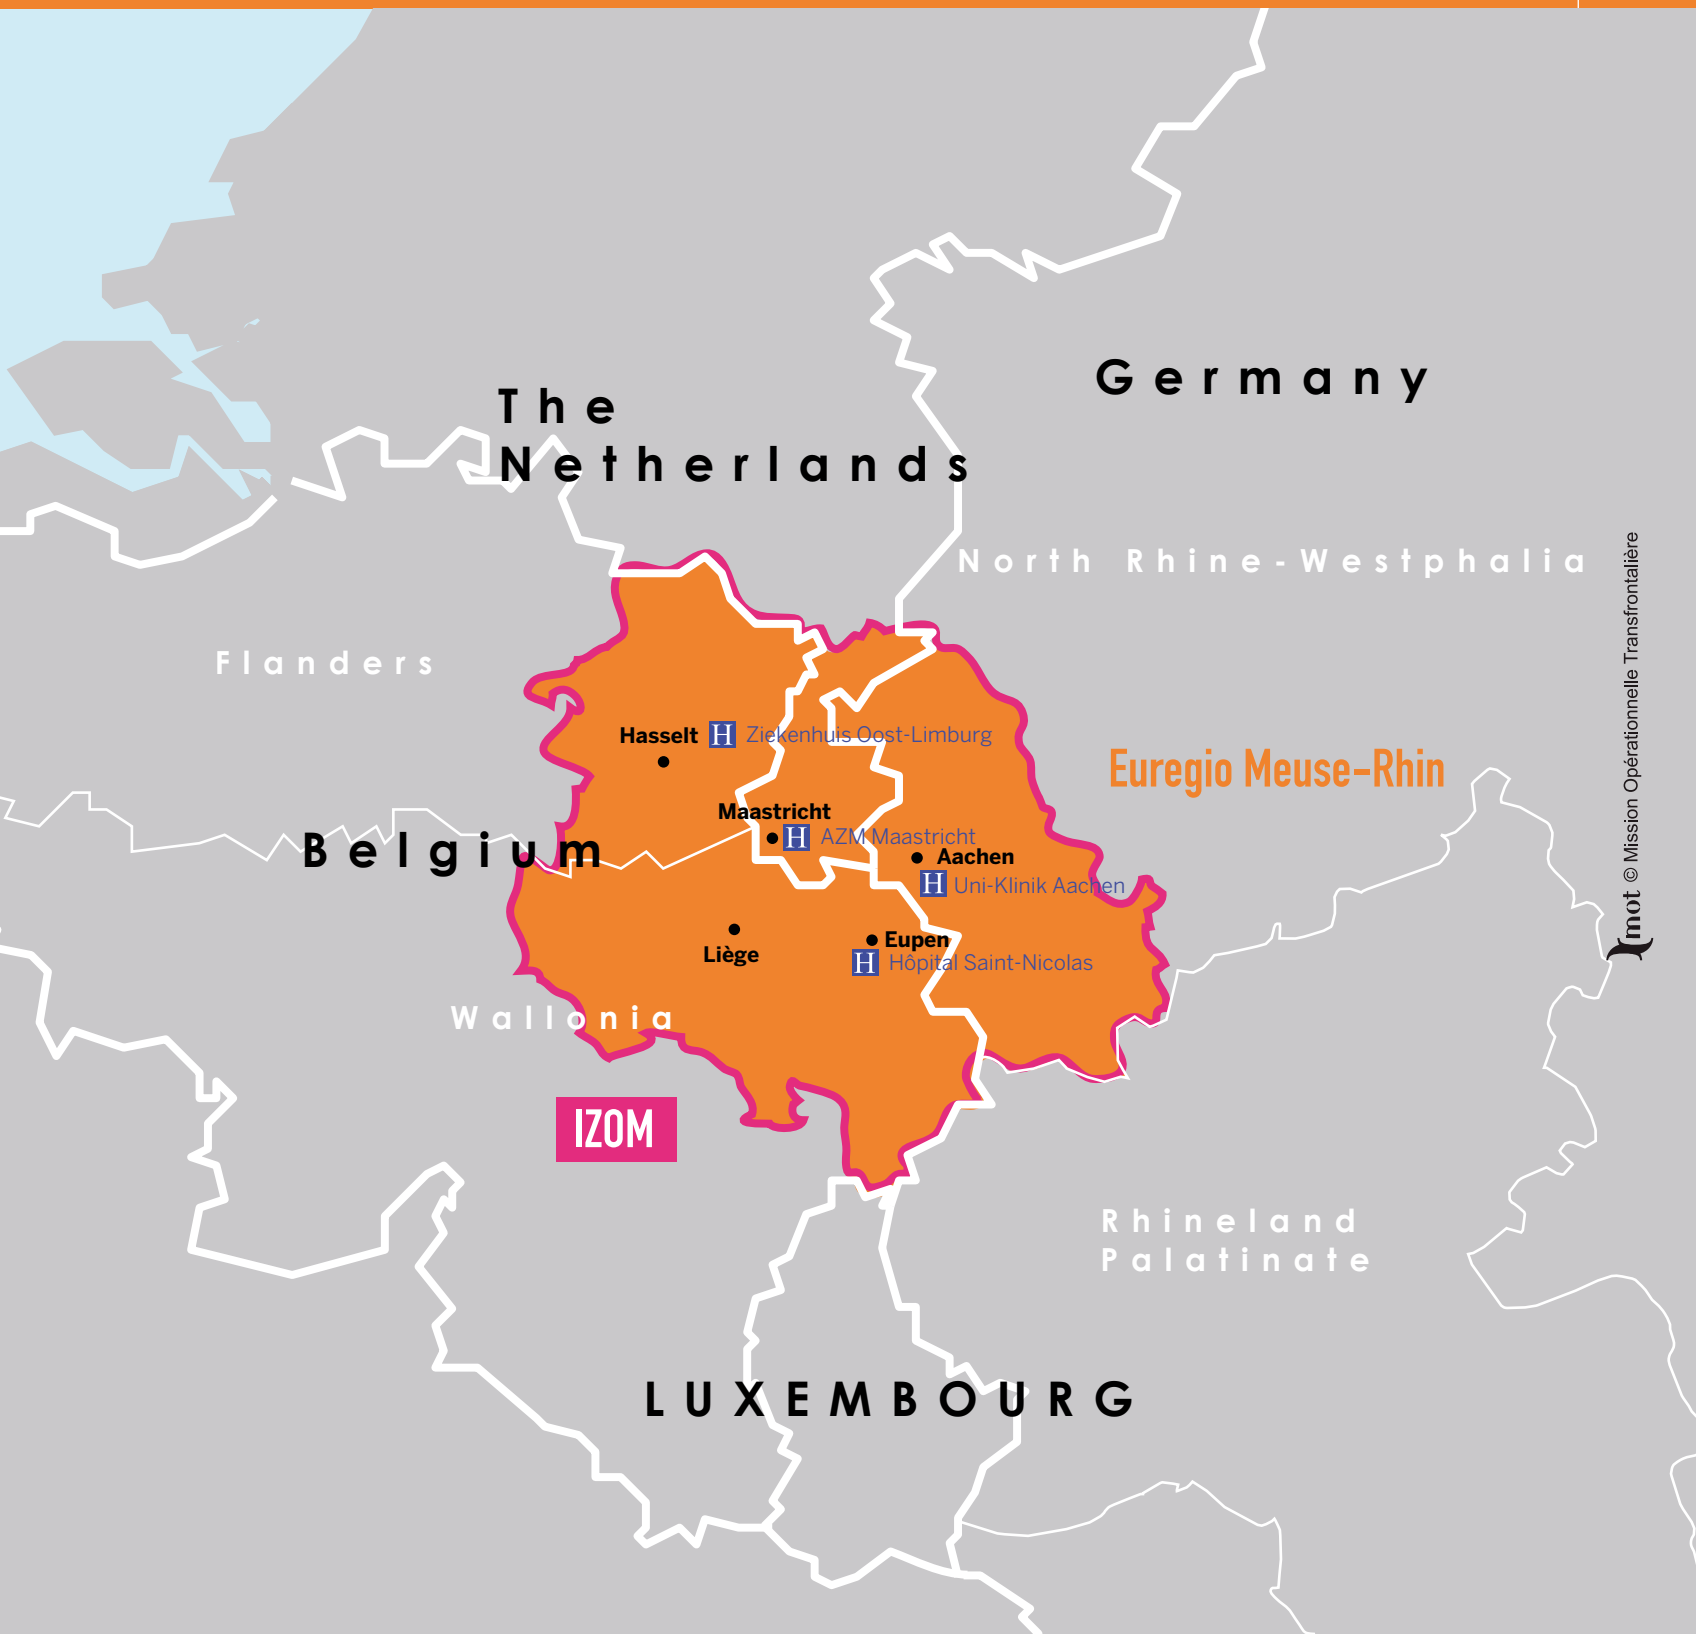 Germany
The
Netherlands
North Rhine-Westphalia
Flanders
Hasselt H Ziekenhuis Oost-Limburg
Euregio Meuse-Rhin
Maastricht
H AZM Maastricht
Belgium
Aachen
H Uni-Klinik Aachen
Eupen
Liège
H Hôpital Saint-Nicolas
Wallonia
IZOM
Rhineland
Palatinate
LUXEMBOURG
mot © Mission Opérationnelle Transfrontalière